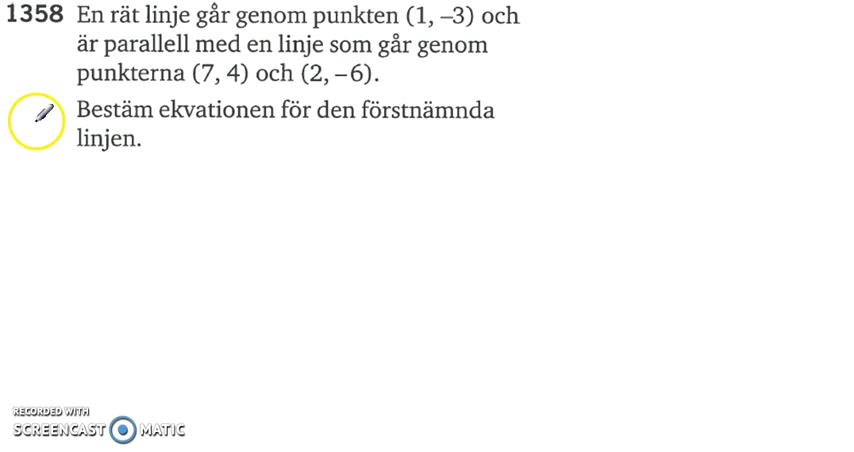 1358 En rät linje går genom punkten (1, –3) och
är parallell med en linje som går genom
punkterna (7, 4) och (2, –6).
Bestäm ekvationen för den förstnämnda
linjen.
RECORDED WITH
SCREENCAST MATIC